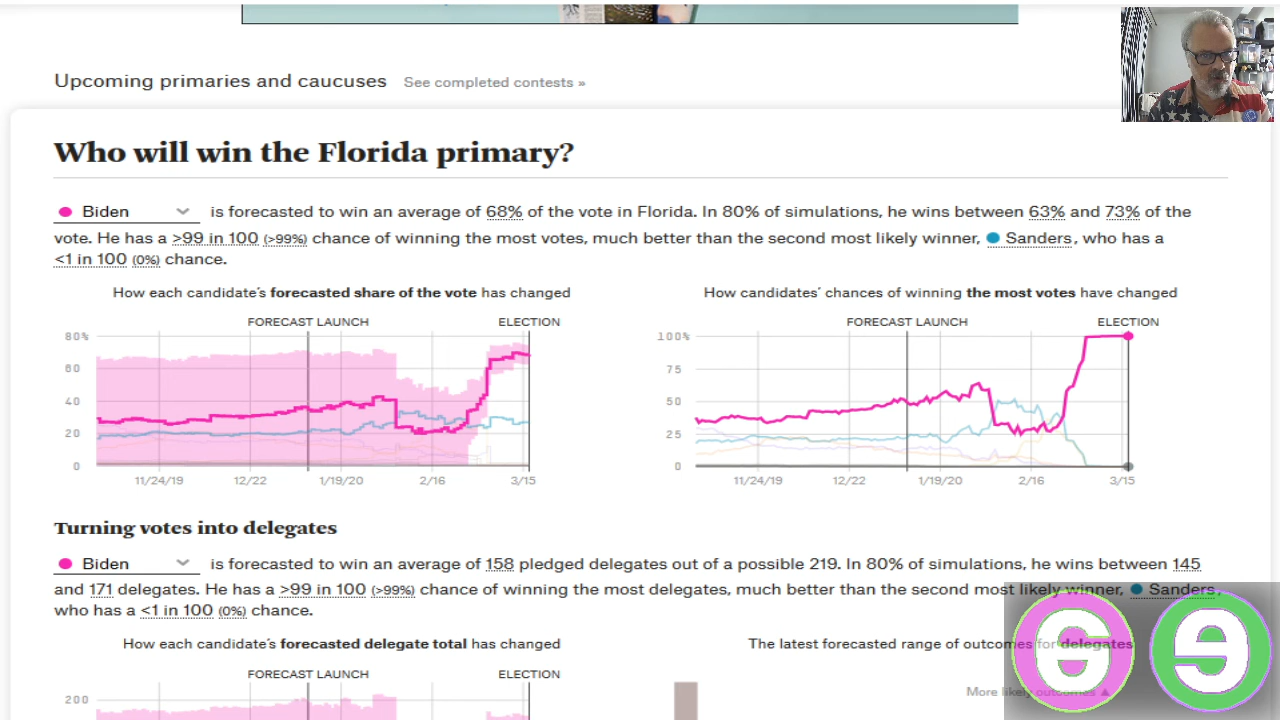 Upcoming primaries and caucuses See completed contests »
Who will win the Florida primary?
Biden is forecasted to win an average of 68% of the vote in Florida. In 80% of simulations, he wins between 63% and 73% of the
vote. He has a >99 in 100 (>99%) chance of winning the most votes, much better than the second most likely winner, Sanders, who has a
<1 in 100 (0%) chance.
How each candidate's forecasted share of the vote has changed
FORECAST LAUNCH ELECTION
80%
60
40
20
0
11/24/19 12/22 1/19/20 2/16 3/15
How candidates' chances of winning the most votes have changed
FORECAST LAUNCH ELECTION
100%
75
50
25
0
11/24/19 12/22 1/19/20 2/16 3/15
Turning votes into delegates
Biden is forecasted to win an average of 158 pledged delegates out of a possible 219. In 80% of simulations, he wins between 145
and 171 delegates. He has a >99 in 100 (>99%) chance of winning the most delegates, much better than the second most likely winner, Sanders,
who has a <1 in 100 (0%) chance.
How each candidate's forecasted delegate total has changed
FORECAST LAUNCH ELECTION
200
The latest forecasted range of outcomes for delegates
More likely outcomes ▲